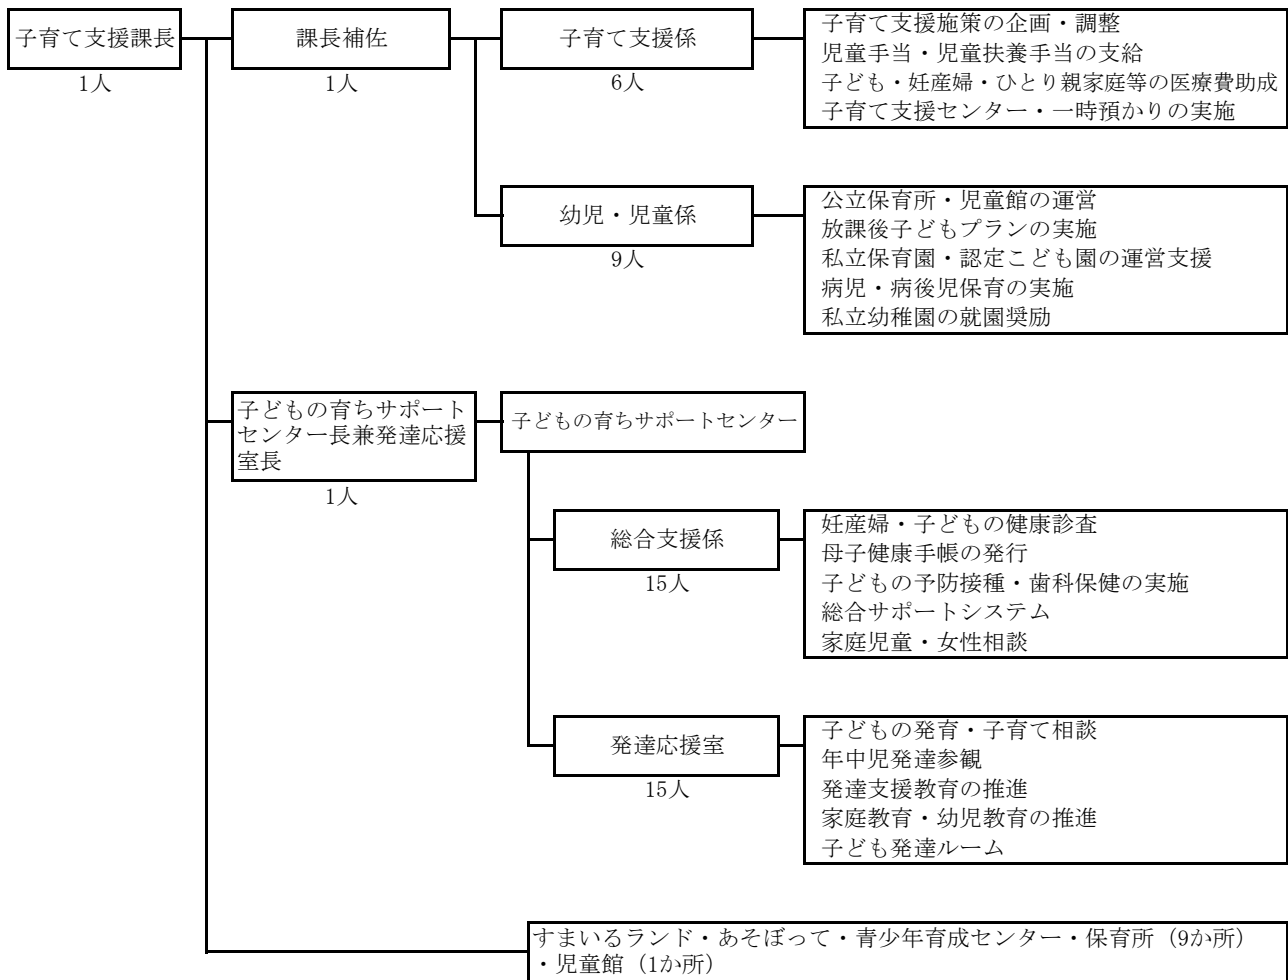 子育て支援課長
1人
課長補佐
1人
子育て支援係
6人
子育て支援施策の企画・調整
児童手当・児童扶養手当の支給
子ども・妊産婦・ひとり親家庭等の医療費助成
子育て支援センター・一時預かりの実施
幼児・児童係
9人
公立保育所・児童館の運営
放課後子どもプランの実施
私立保育園・認定こども園の運営支援
病児・病後児保育の実施
私立幼稚園の就園奨励
子どもの育ちサポート
センター長兼発達応援
室長
1人
子どもの育ちサポートセンター
総合支援係
15人
妊産婦・子どもの健康診査
母子健康手帳の発行
子どもの予防接種・歯科保健の実施
総合サポートシステム
家庭児童・女性相談
発達応援室
15人
子どもの発育・子育て相談
年中児発達参観
発達支援教育の推進
家庭教育・幼児教育の推進
子ども発達ルーム
すまいるランド・あそぼって・青少年育成センター・保育所（9か所）
・児童館（1か所）